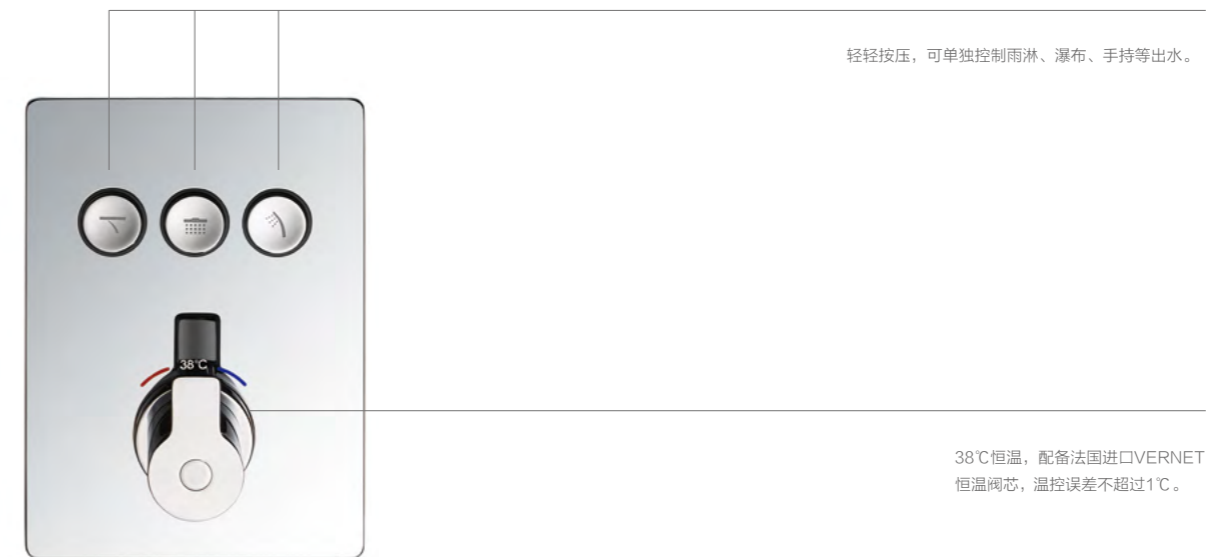 轻轻按压，可单独控制雨淋、瀑布、手持等出水。
38℃
38℃恒温，配备法国进口VERNET
恒温阀芯，温控误差不超过1℃。